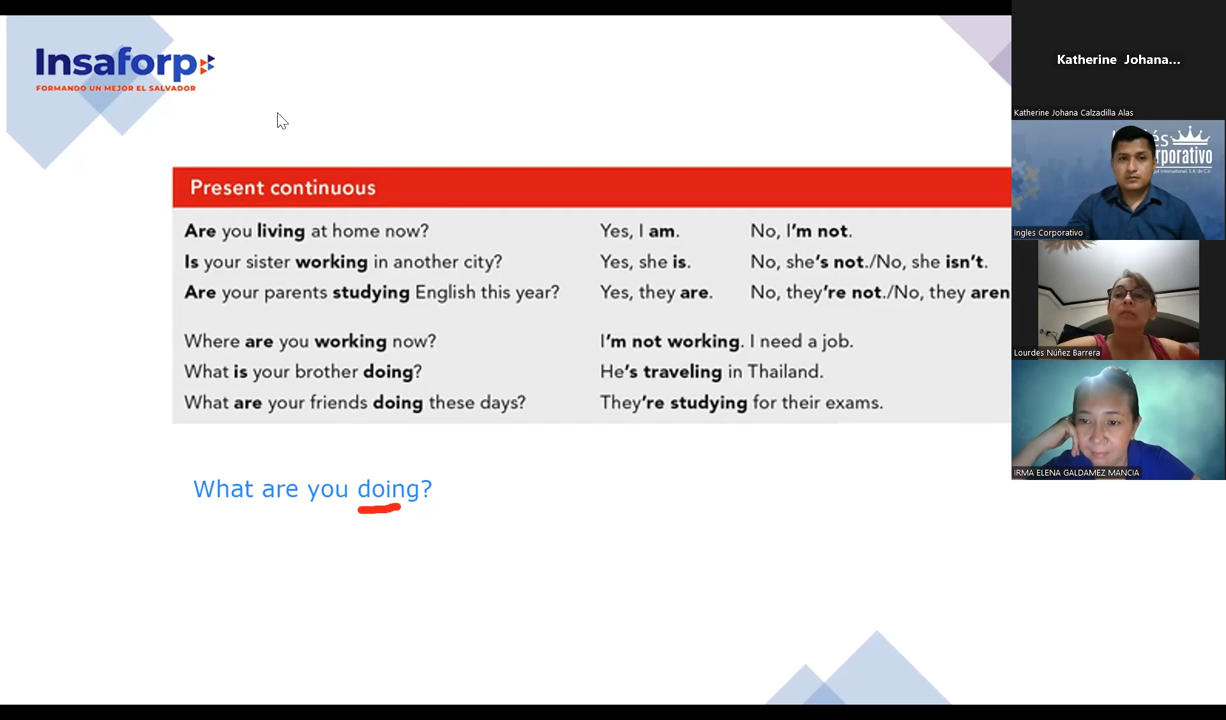 Insaforp
FORMANDO UN MEJOR EL SALVADOR
Present continuous
Are you living at home now? Yes, I am. No, I'm not.
Is your sister working in another city? Yes, she is. No, she's not./No, she isn't.
Are your parents studying English this year? Yes, they are. No, they're not./No, they aren
Where are you working now? I'm not working. I need a job.
What is your brother doing? He's traveling in Thailand.
What are your friends doing these days? They're studying for their exams.
What are you doing?
Katherine Johana...
Katherine Johana Calzadilla Alas
Ingles Corporativo
Lourdes Núñez Barrera
IRMA ELENA GALDAMEZ MANCIA